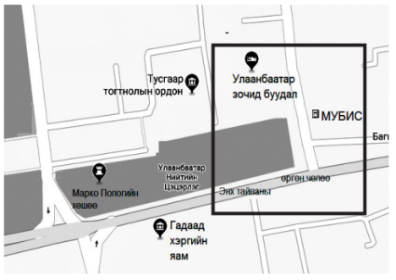 Улаанбаатар
зочид буудал
Тусгаар
тогтнолын ордон
МУБИС
Баг
Улаанбаатар
Нийтийн
Цэцэрлэг
өргөн чөлөө
Марко Пологийн
хөшөө
Энх тайваны
Гадаад
хэргийн
яам